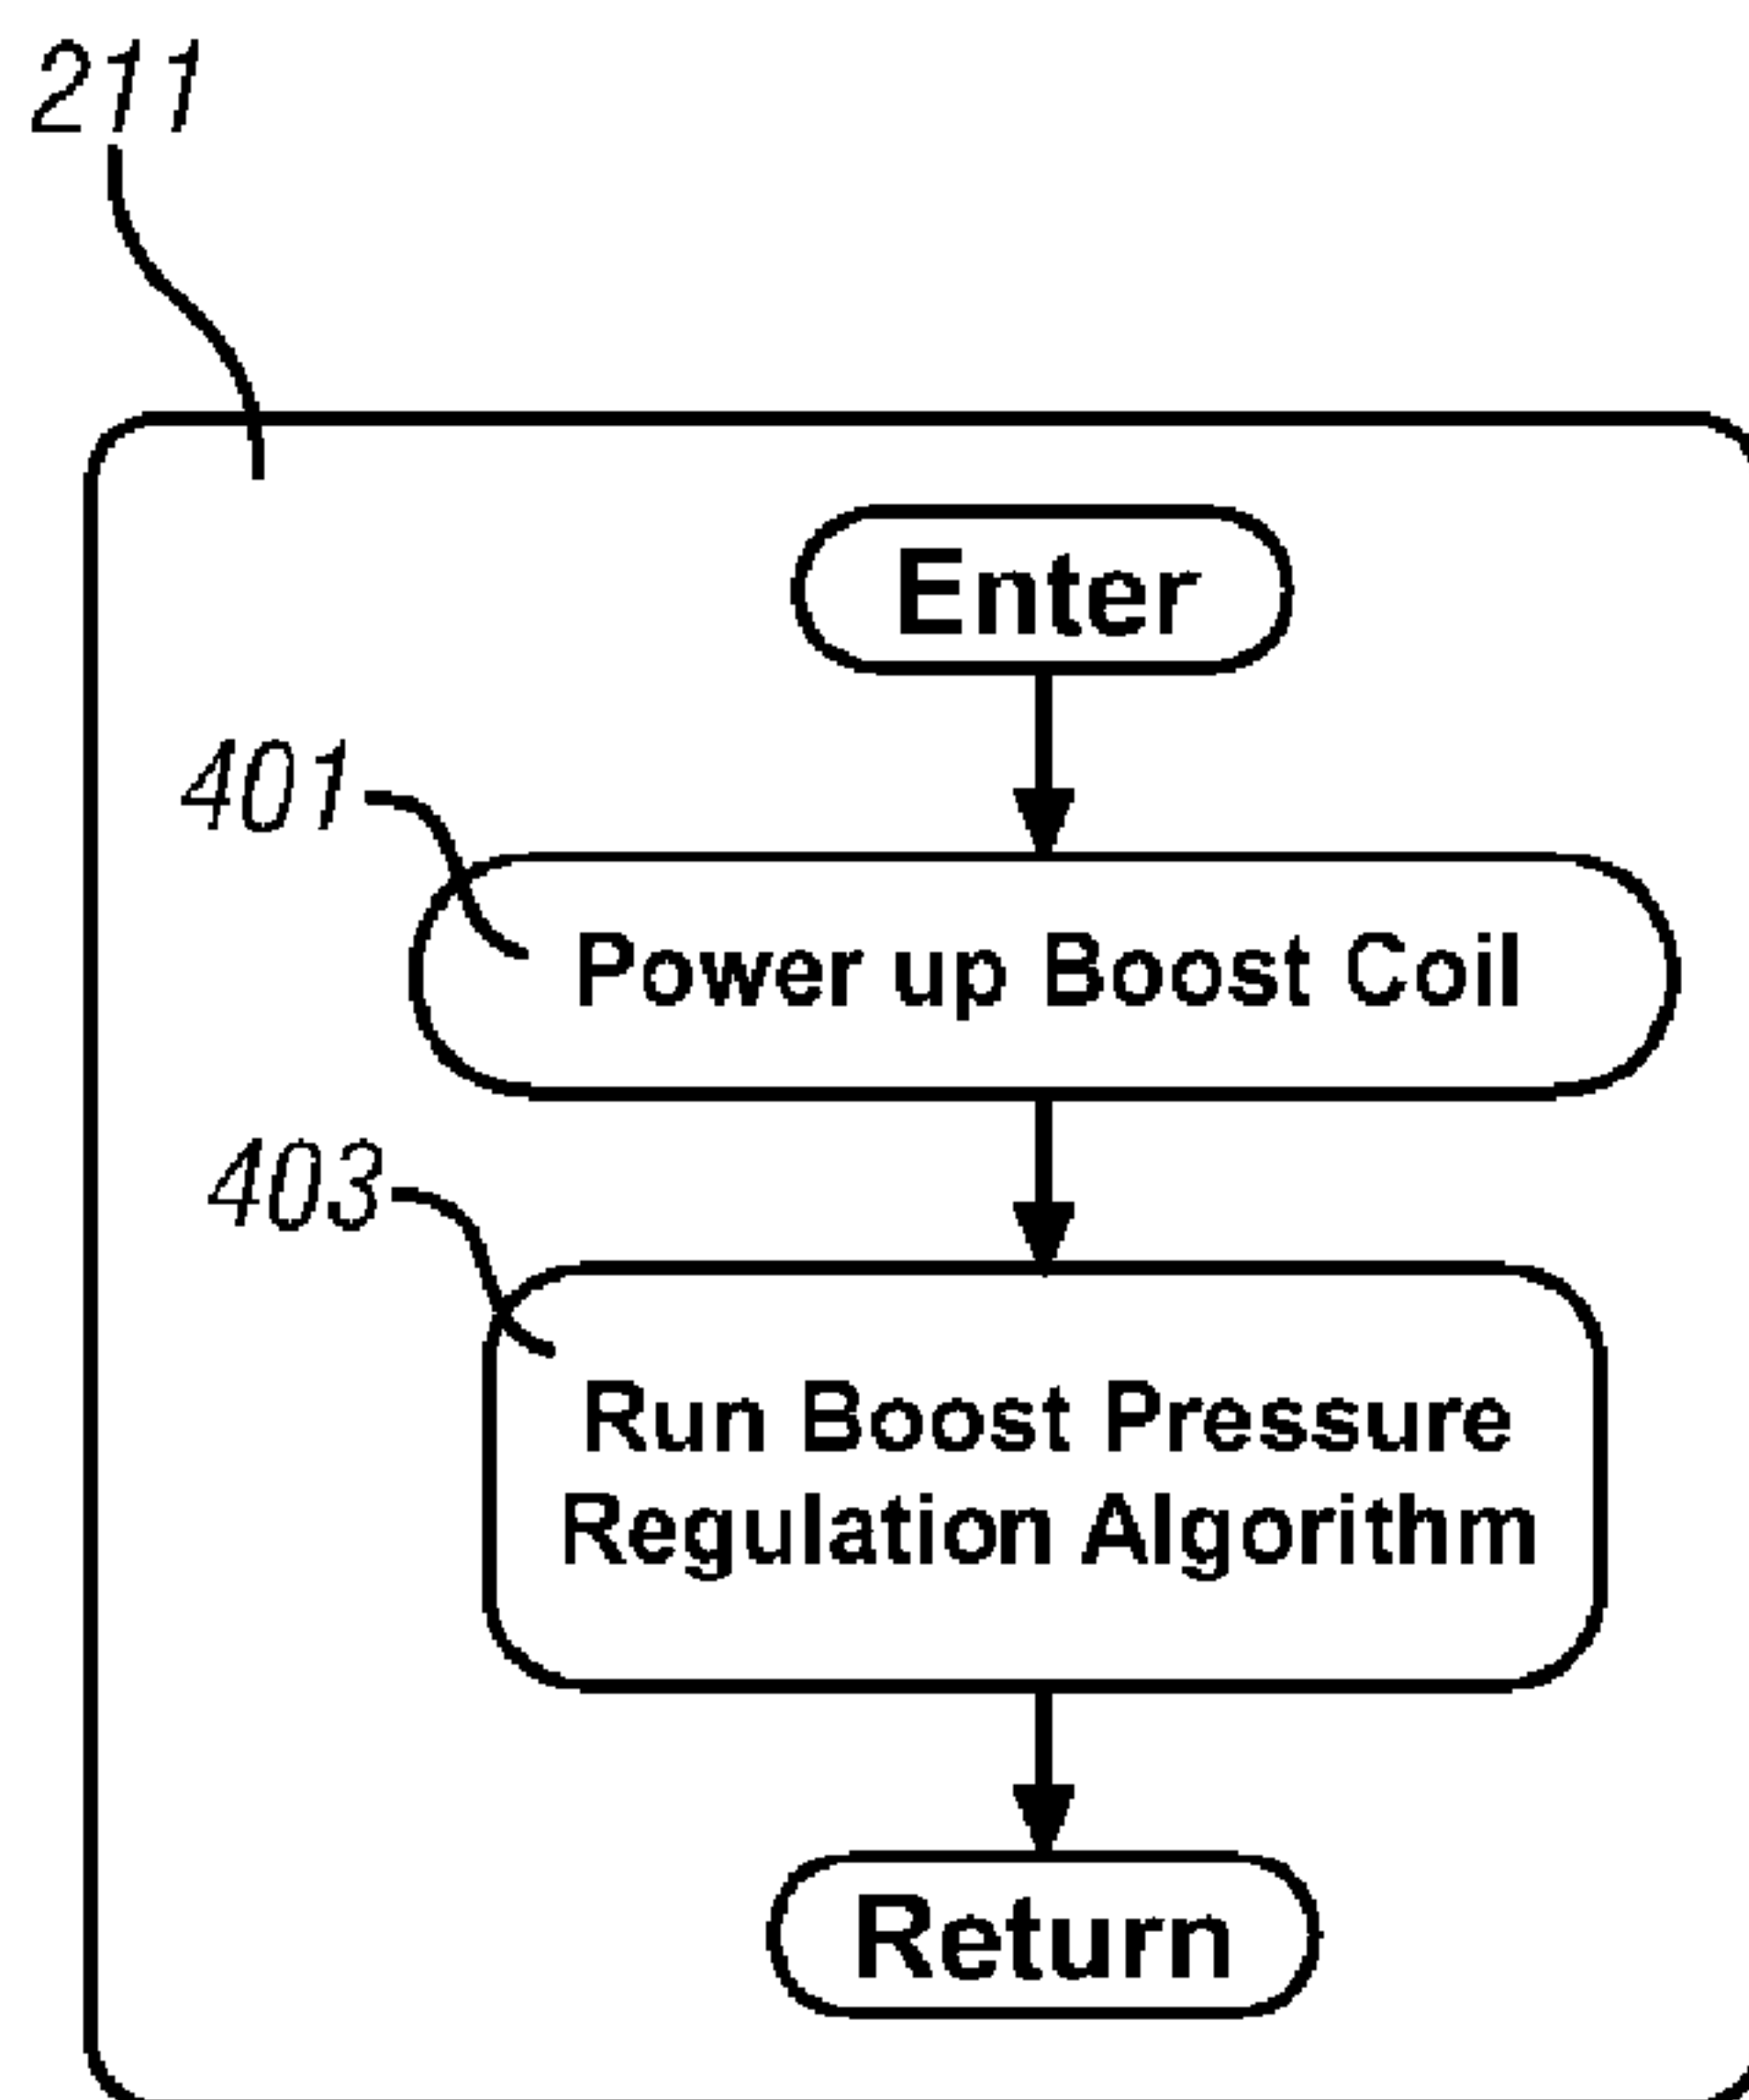 211
Enter
401
Power up Boost Coil
403
Run Boost Pressure
Regulation Algorithm
Return